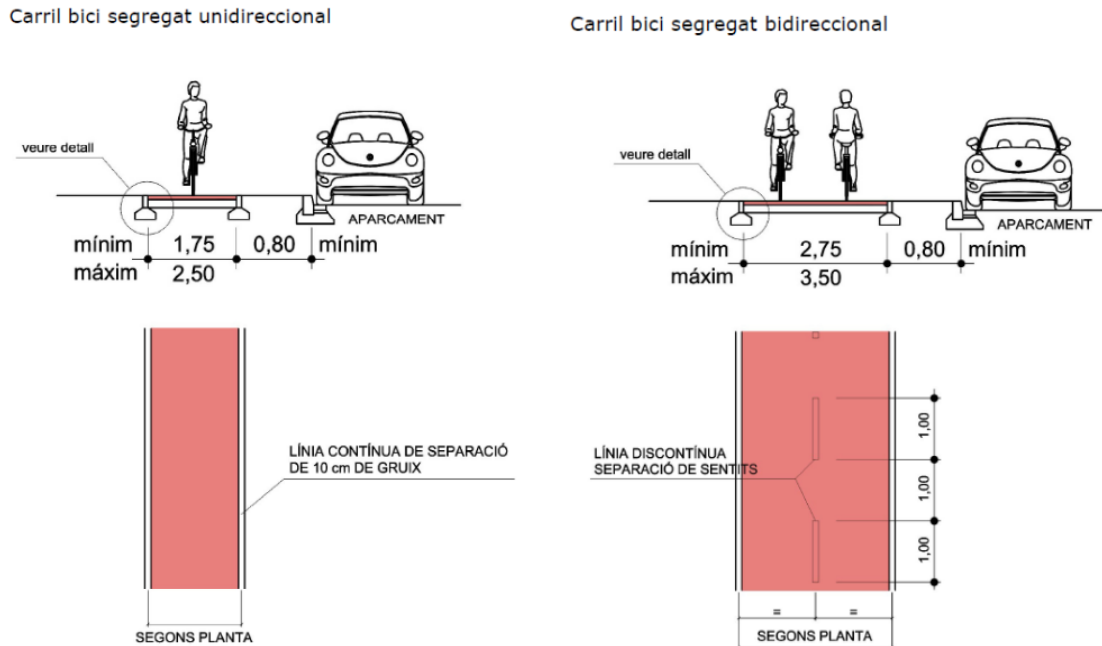 Carril bici segregat unidireccional
veure detall
APARCAMENT
mínim 1,75 0,80 mínim
máxim 2,50
LÍNIA CONTÍNUA DE SEPARACIÓ
DE 10 cm DE GRUIX
SEGONS PLANTA
Carril bici segregat bidireccional
veure detall
APARCAMENT
mínim 2,75 0,80 mínim
máxim 3,50
LÍNIA DISCONTÍNUA
SEPARACIÓ DE SENTITS
1,00
1,00
1,00
= =
SEGONS PLANTA